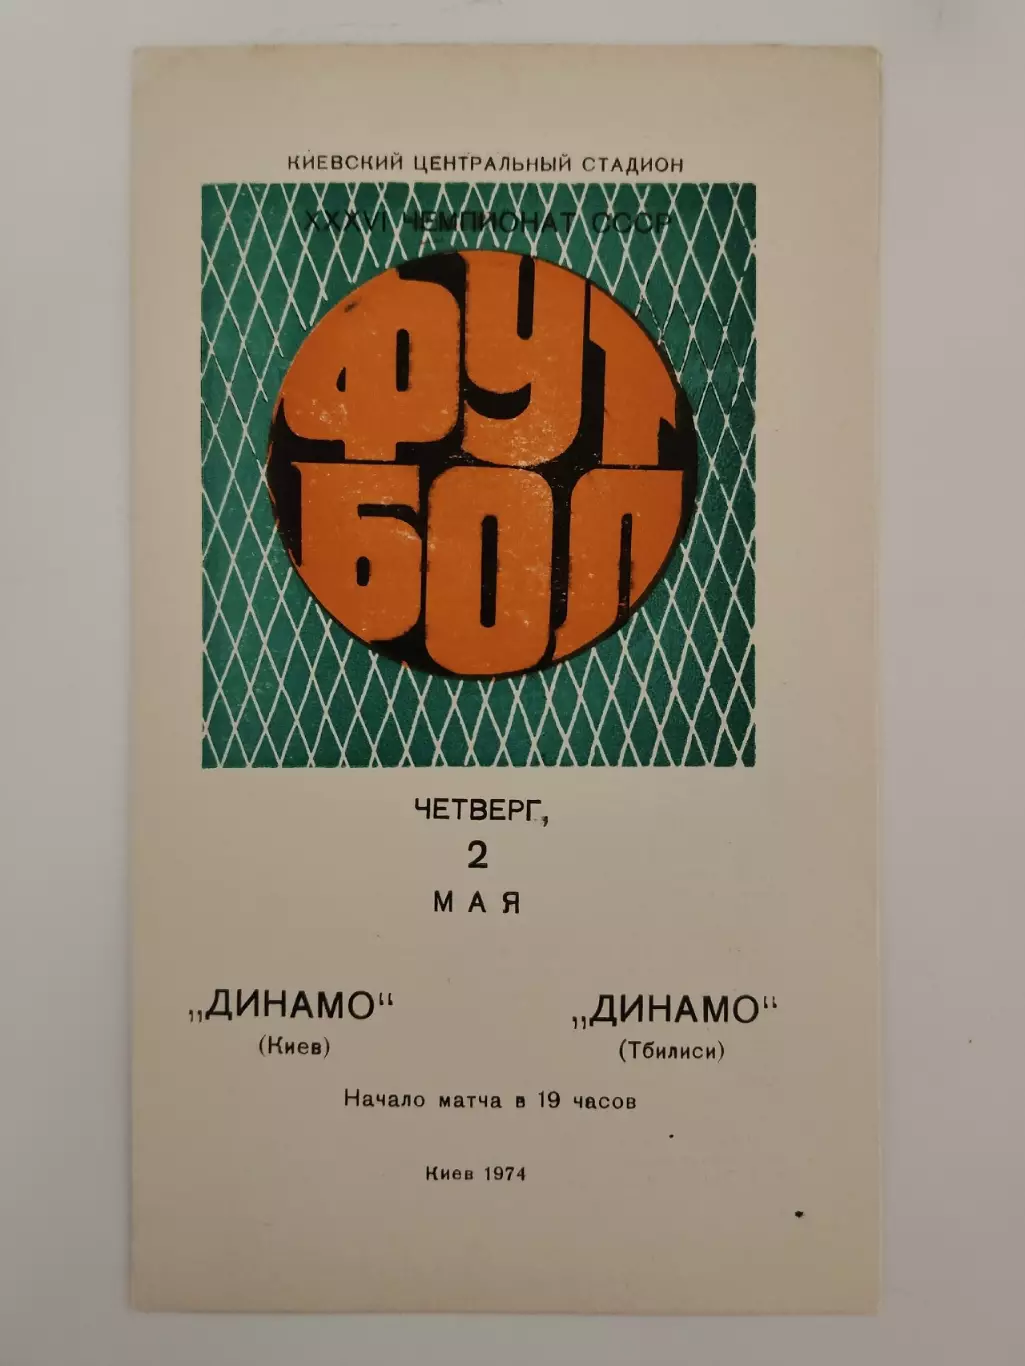 КИЕВСКИЙ ЦЕНТРАЛЬНЫЙ СТАДИОН
XXXVI ЧЕМПИОНАТ СССР
ФУТ
БОЛ
ЧЕТВЕРГ,
2
МАЯ
„ДИНАМО“ „ДИНАМО“
(Киев) (Тбилиси)
Начало матча в 19 часов
Киев 1974